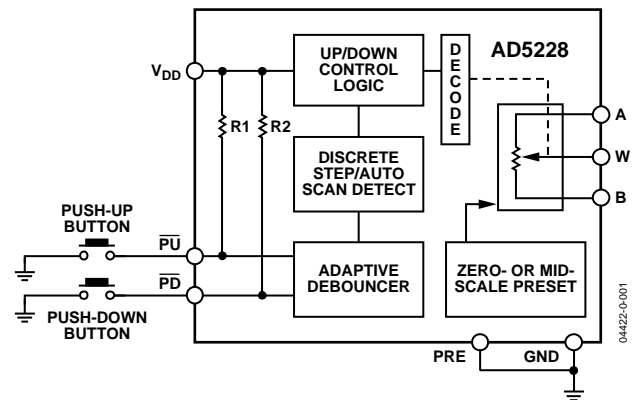 UP/DOWN
CONTROL
LOGIC
DECODE
AD5228
VDD
R1
R2
A
W
B
DISCRETE
STEP/AUTO
SCAN DETECT
PUSH-UP
BUTTON
PU
PD
PUSH-DOWN
BUTTON
ADAPTIVE
DEBOUNCER
ZERO- OR MID-
SCALE PRESET
PRE
GND
04422-0-001